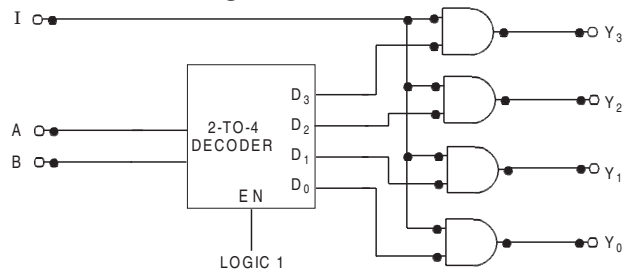 I
Y3
D3
Y2
A
2-TO-4
D2
DECODER
B
D1
Y1
D0
EN
Y0
LOGIC 1